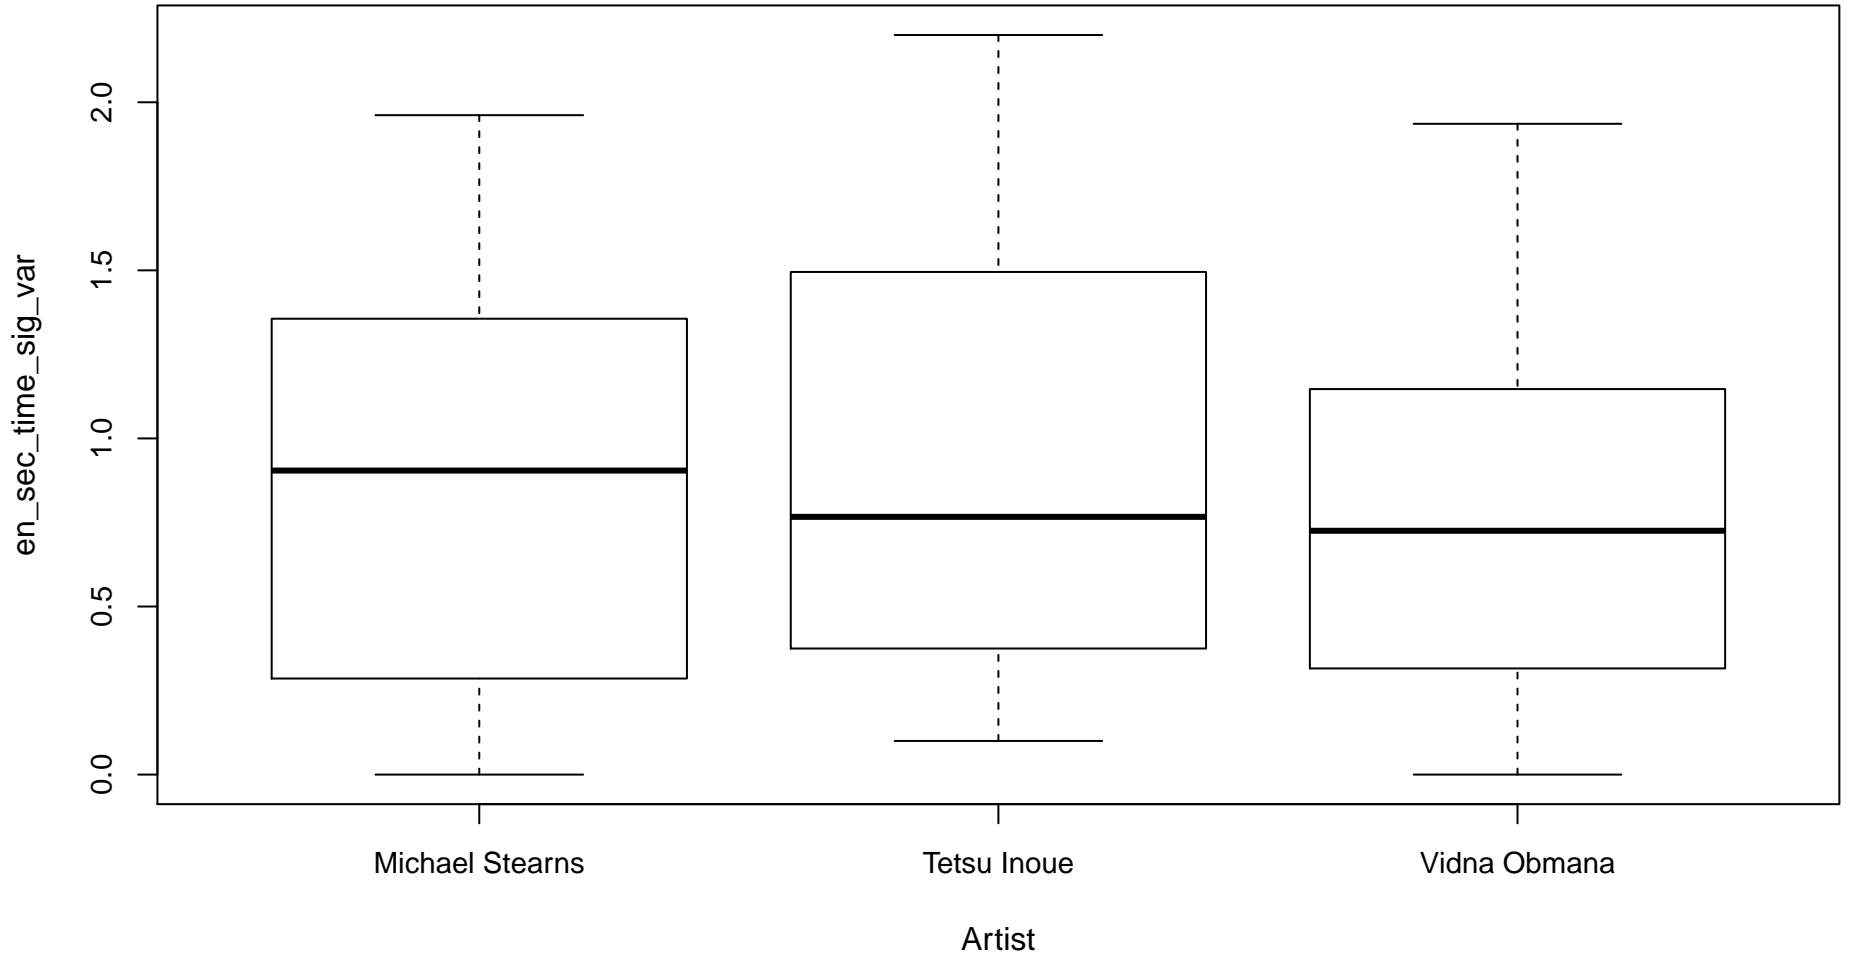 en_sec_time_sig_var
2.0
1.5
1.0
0.5
0.0
Michael Stearns Tetsu Inoue Vidna Obmana
Artist